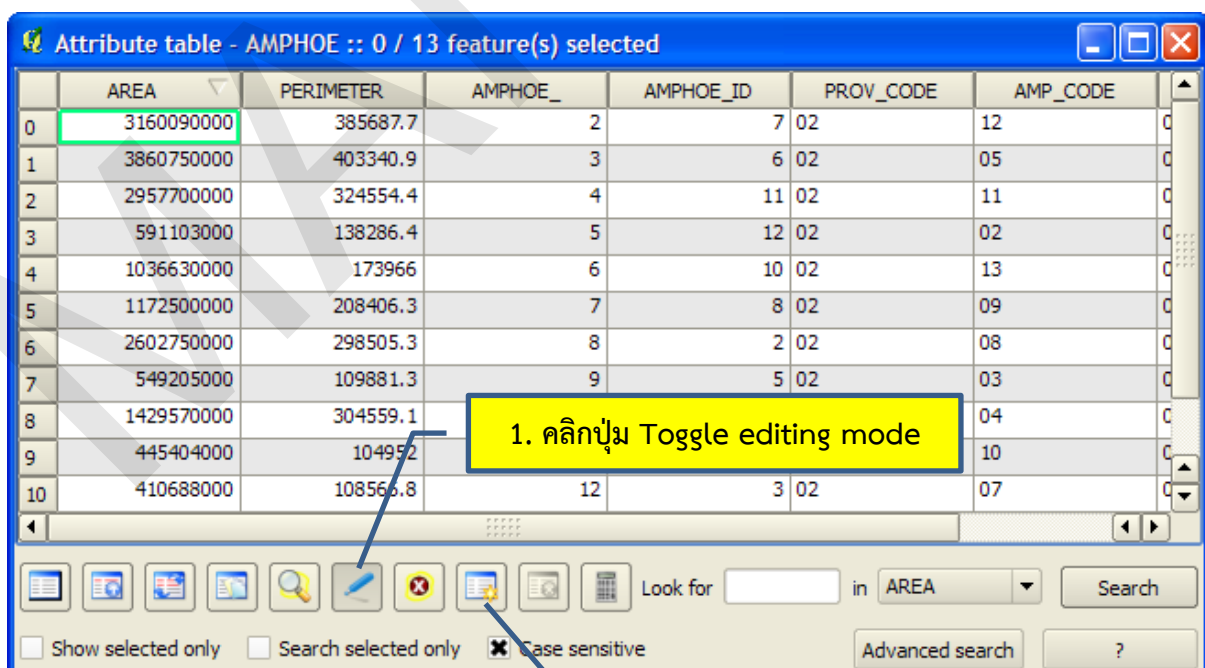 Attribute table - AMPHOE :: 0 / 13 feature(s) selected
AREA PERIMETER AMPHOE_ AMPHOE_ID PROV_CODE AMP_CODE
0 3160090000 385687.7 2 7 02 12
1 3860750000 403340.9 3 6 02 05
2 2957700000 324554.4 4 11 02 11
3 591103000 138286.4 5 12 02 02
4 1036630000 173966 6 10 02 13
5 1172500000 208406.3 7 8 02 09
6 2602750000 298505.3 8 2 02 08
7 549205000 109881.3 9 5 02 03
8 1429570000 304559.1 04
1. คลิกปุ่ม Toggle editing mode
9 445404000 104952 10
10 410688000 108566.8 12 3 02 07
Look for in AREA Search
Show selected only Search selected only Case sensitive Advanced search ?